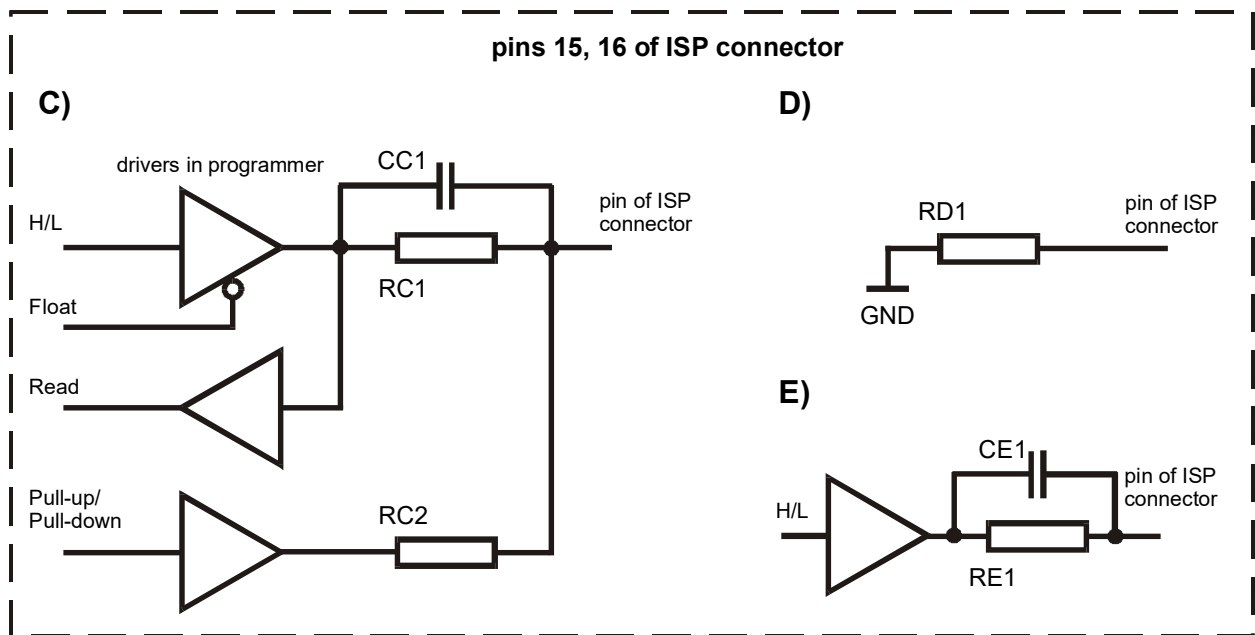 pins 15, 16 of ISP connector
C)
drivers in programmer
CC1
pin of ISP
connector
H/L
RC1
Float
Read
Pull-up/
Pull-down
RC2
D)
RD1
pin of ISP
connector
GND
E)
CE1
pin of ISP
connector
H/L
RE1